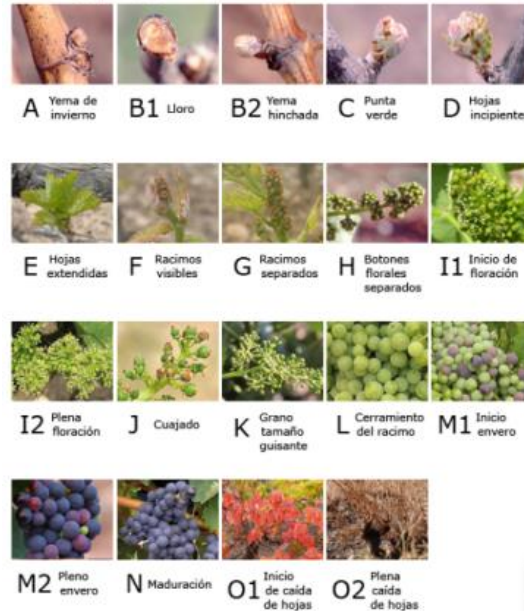 A Yema de invierno
B1 Lloro
B2 Yema hinchada
C Punta verde
D Hojas incipiente
E Hojas extendidas
F Racimos visibles
G Racimos separados
H Botones florales separados
I1 Inicio de floración
I2 Plena floración
J Cuajado
K Grano tamaño guisante
L Cerramiento del racimo
M1 Inicio envero
M2 Pleno envero
N Maduración
O1 Inicio de caída de hojas
O2 Plena caída de hojas